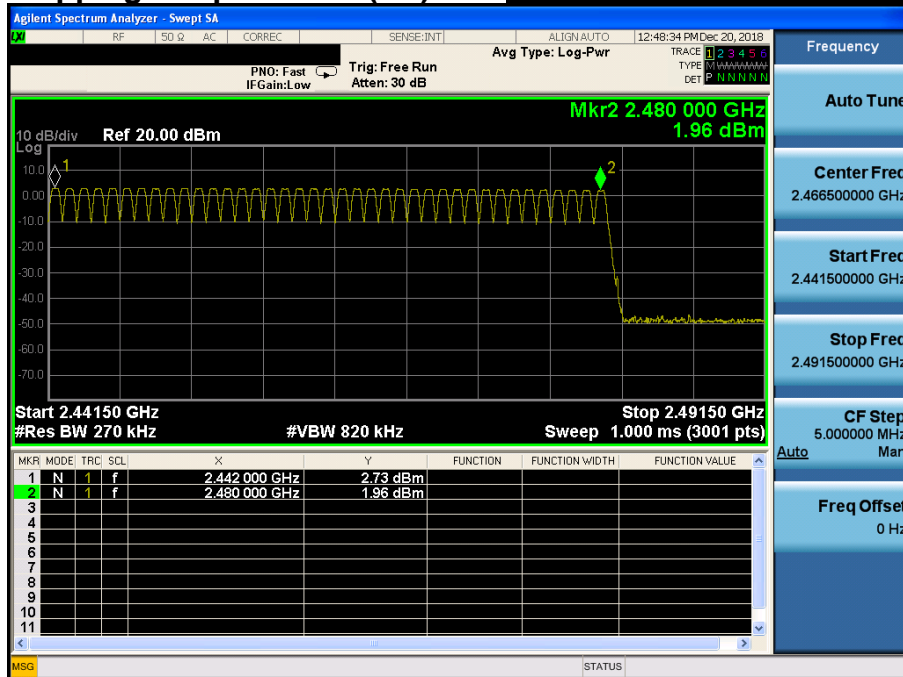 Agilent Spectrum Analyzer - Swept SA
LXI RF 50 Ω AC CORREC SENSE:INT ALIGN AUTO 12:48:34 PM Dec 20, 2018
Avg Type: Log-Pwr TRACE 1 2 3 4 5 6
PNO: Fast Trig: Free Run TYPE M WWWWW
IFGain:Low Atten: 30 dB DET P N N N N N
Mkr2 2.480 000 GHz
10 dB/div Ref 20.00 dBm 1.96 dBm
Log
1 2
10.0
0.00
-10.0
-20.0
-30.0
-40.0
-50.0
-60.0
-70.0
Start 2.44150 GHz Stop 2.49150 GHz
#Res BW 270 kHz #VBW 820 kHz Sweep 1.000 ms (3001 pts)
MKR MODE TRC SCL X Y FUNCTION FUNCTION WIDTH FUNCTION VALUE
1 N 1 f 2.442 000 GHz 2.73 dBm
2 N 1 f 2.480 000 GHz 1.96 dBm
3
4
5
6
7
8
9
10
11
MSG STATUS
Frequency
Auto Tune
Center Freq
2.466500000 GHz
Start Freq
2.441500000 GHz
Stop Freq
2.491500000 GHz
CF Step
5.000000 MHz
Auto Man
Freq Offset
0 Hz